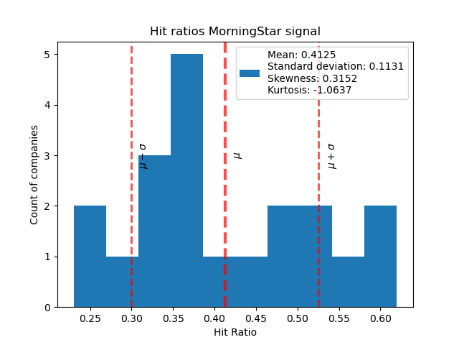 Hit ratios MorningStar signal
Mean: 0.4125
Standard deviation: 0.1131
Skewness: 0.3152
Kurtosis: -1.0637
Count of companies
5
4
3
2
1
0
μ − σ
μ
μ + σ
0.25 0.30 0.35 0.40 0.45 0.50 0.55 0.60
Hit Ratio